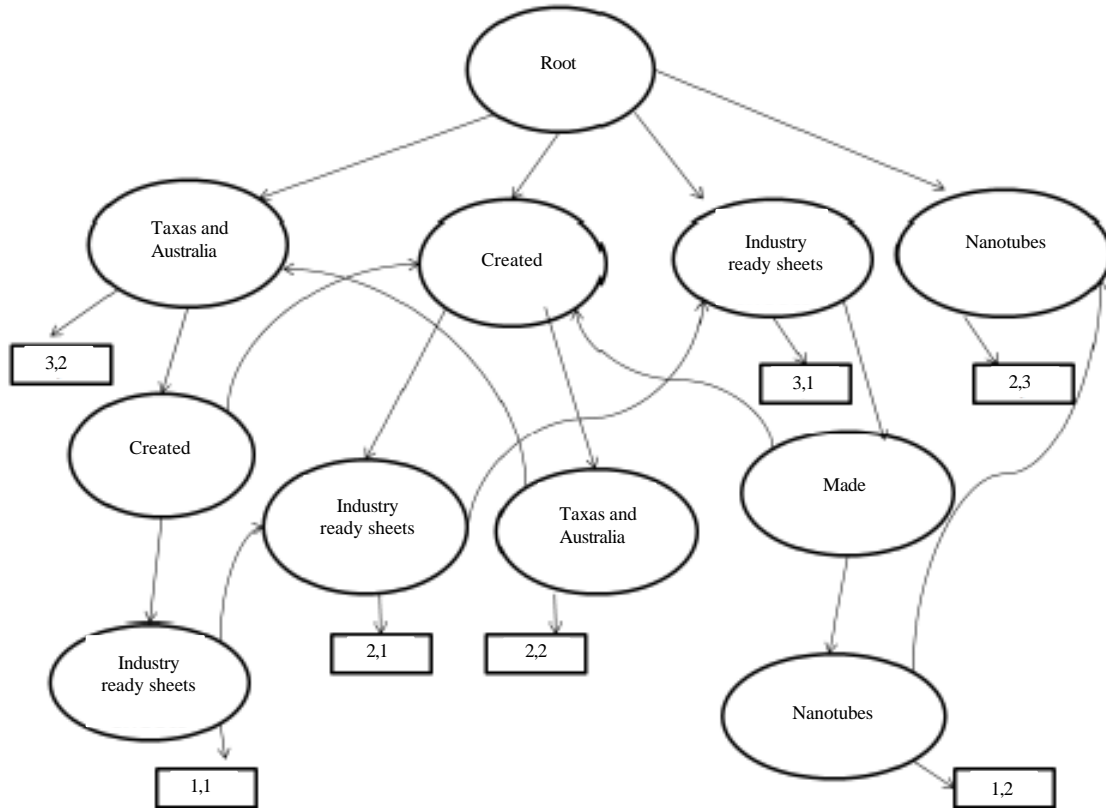 Root
Taxas and
Australia
Created
Industry
ready sheets
Nanotubes
3,2
3,1
2,3
Created
Industry
ready sheets
Taxas and
Australia
Made
2,1
2,2
Industry
ready sheets
Nanotubes
1,1
1,2